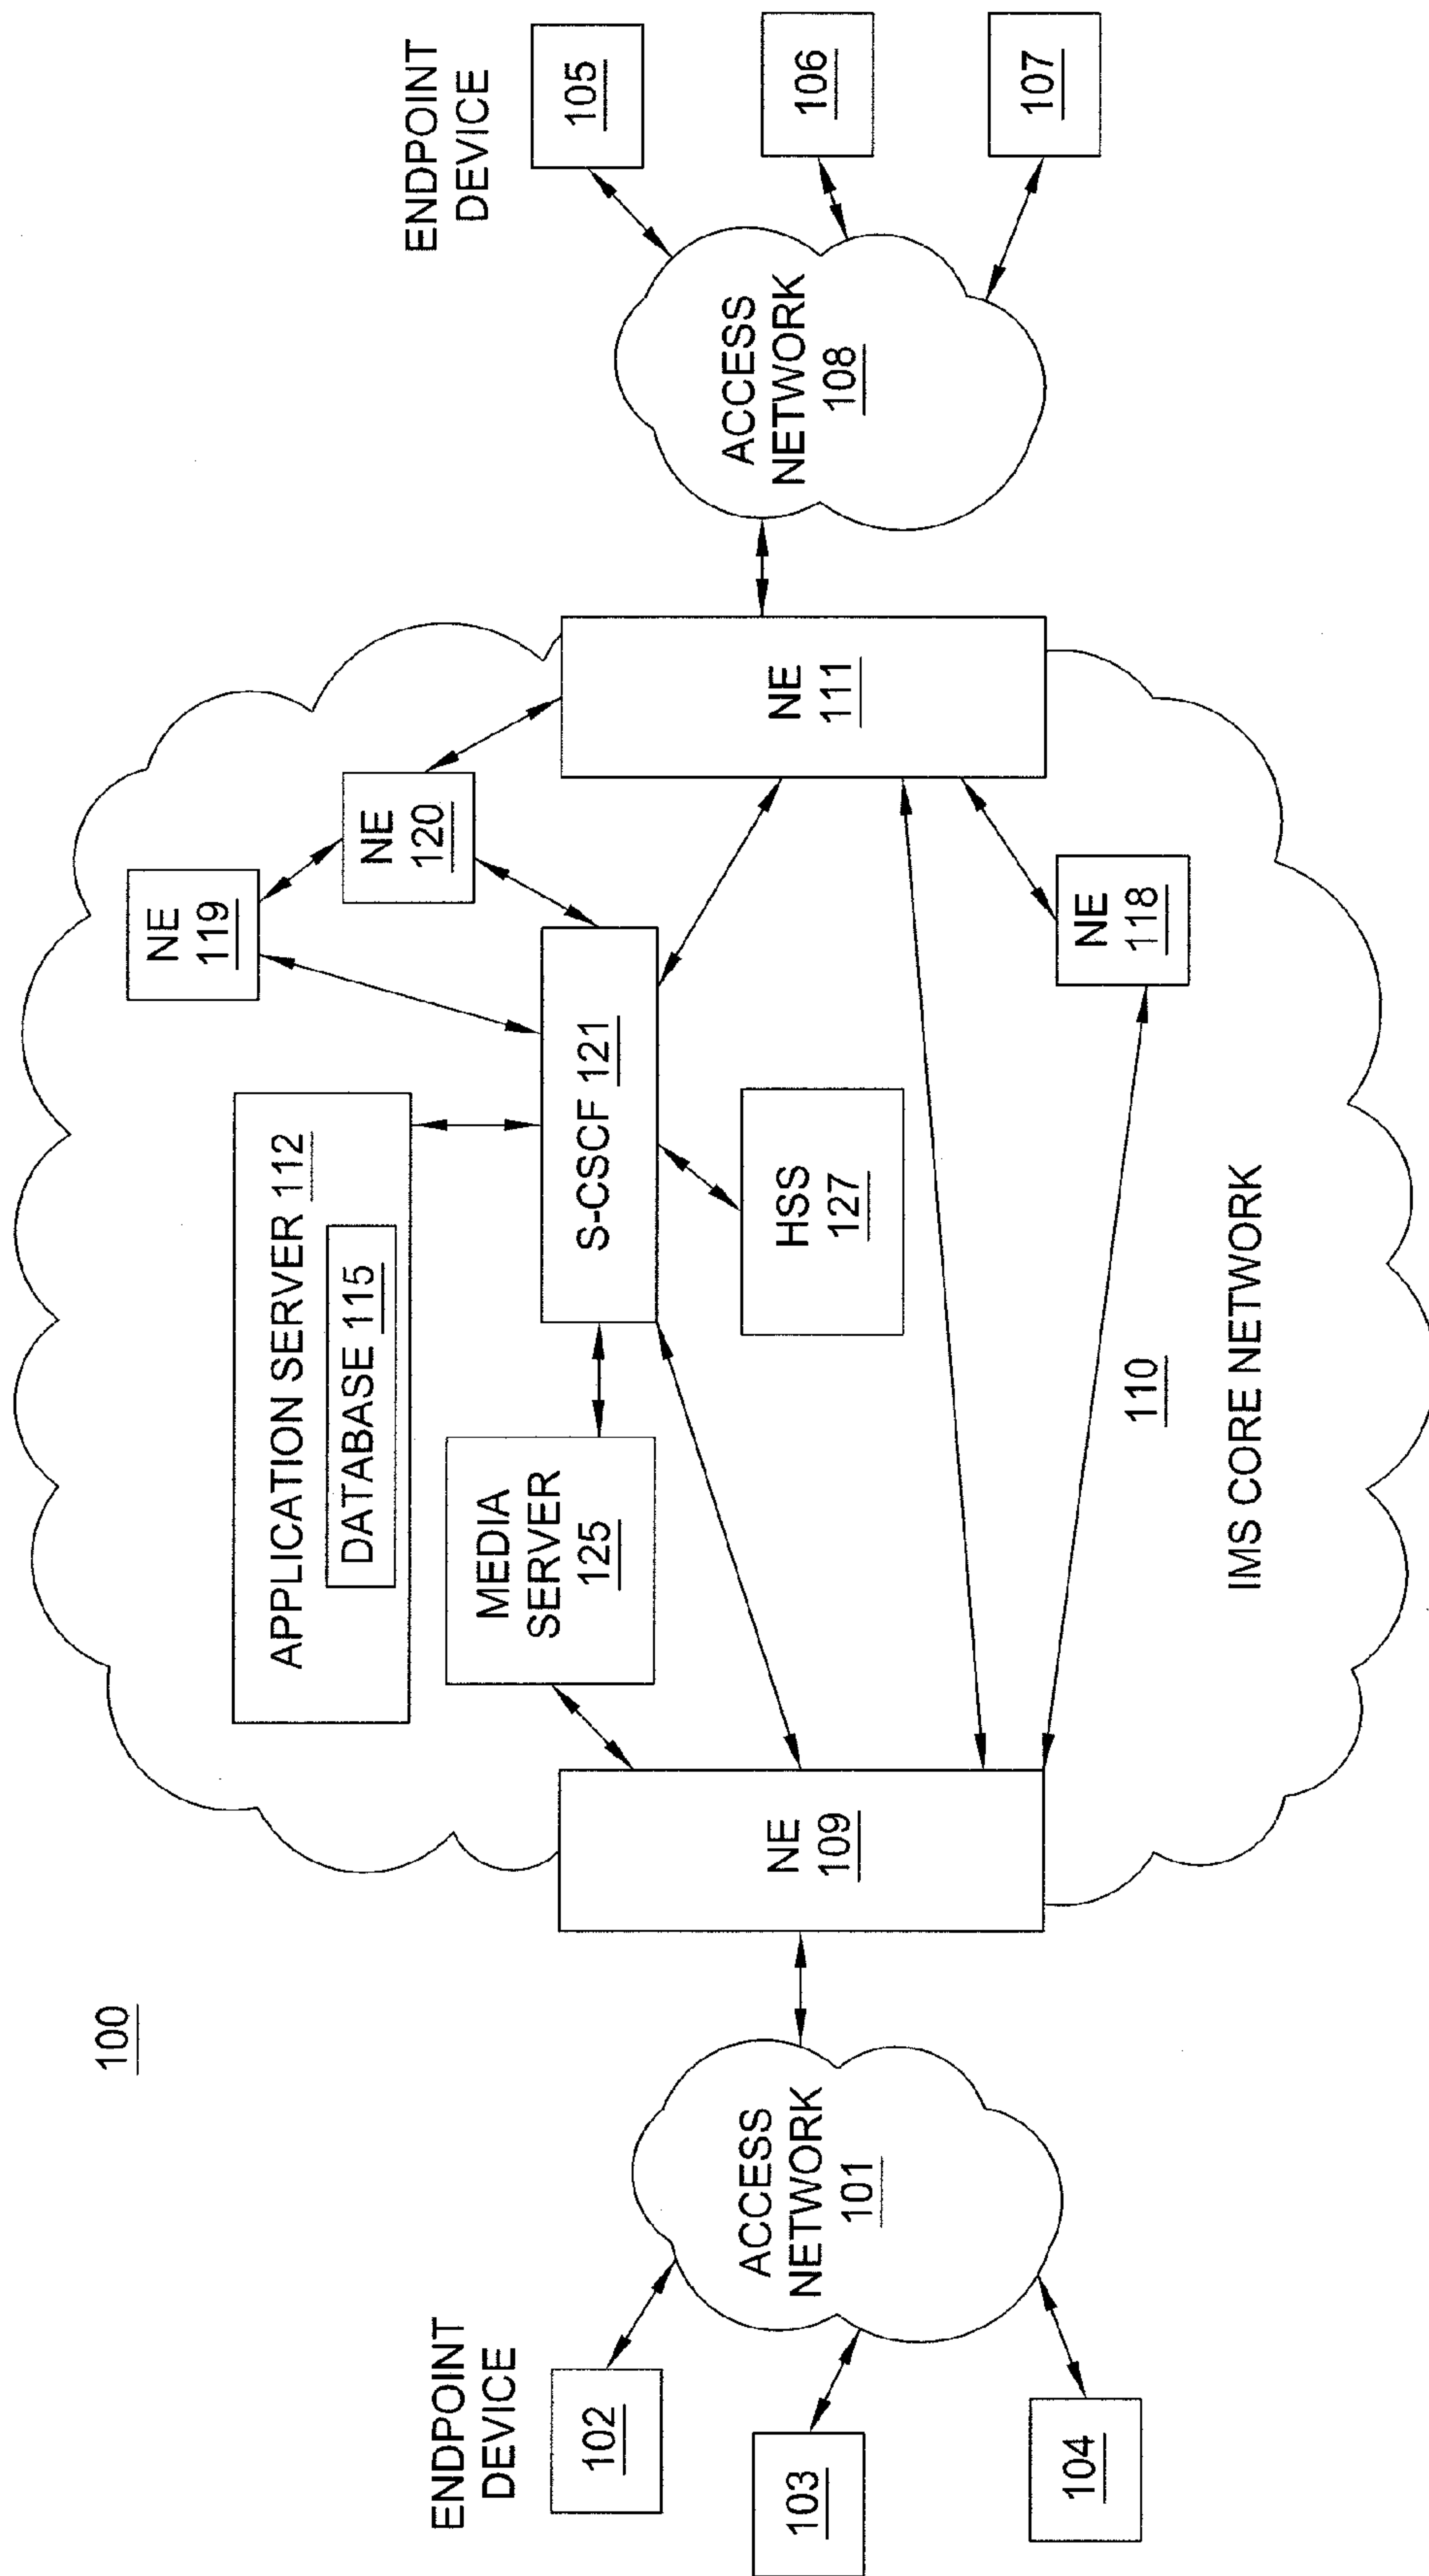 100
ENDPOINT
DEVICE
102
103
104
ACCESS
NETWORK
101
NE
109
APPLICATION SERVER 112
DATABASE 115
MEDIA
SERVER
125
S-CSCF 121
HSS
127
NE
119
NE
120
NE
111
NE
118
110
IMS CORE NETWORK
ACCESS
NETWORK
108
ENDPOINT
DEVICE
105
106
107